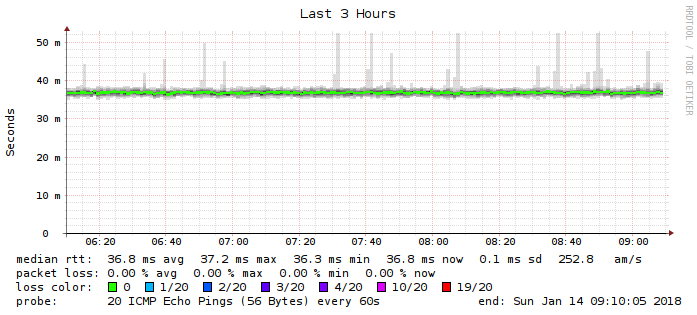 Last 3 Hours
RRDTOOL / TOBI OETIKER
Seconds
50 m
40 m
30 m
20 m
10 m
0
06:20 06:40 07:00 07:20 07:40 08:00 08:20 08:40 09:00
median rtt: 36.8 ms avg 37.2 ms max 36.3 ms min 36.8 ms now 0.1 ms sd 252.8 am/s
packet loss: 0.00 % avg 0.00 % max 0.00 % min 0.00 % now
loss color: 0 1/20 2/20 3/20 4/20 10/20 19/20
probe: 20 ICMP Echo Pings (56 Bytes) every 60s end: Sun Jan 14 09:10:05 2018